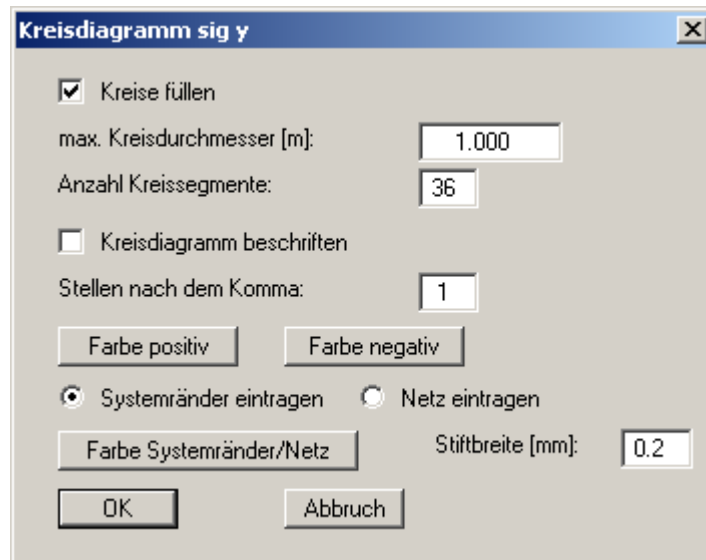 Kreisdiagramm sig y
Kreise füllen
max. Kreisdurchmesser [m]: 1.000
Anzahl Kreissegmente: 36
Kreisdiagramm beschriften
Stellen nach dem Komma: 1
Farbe positiv Farbe negativ
Systemränder eintragen Netz eintragen
Farbe Systemränder/Netz Stiftbreite [mm]: 0.2
OK Abbruch